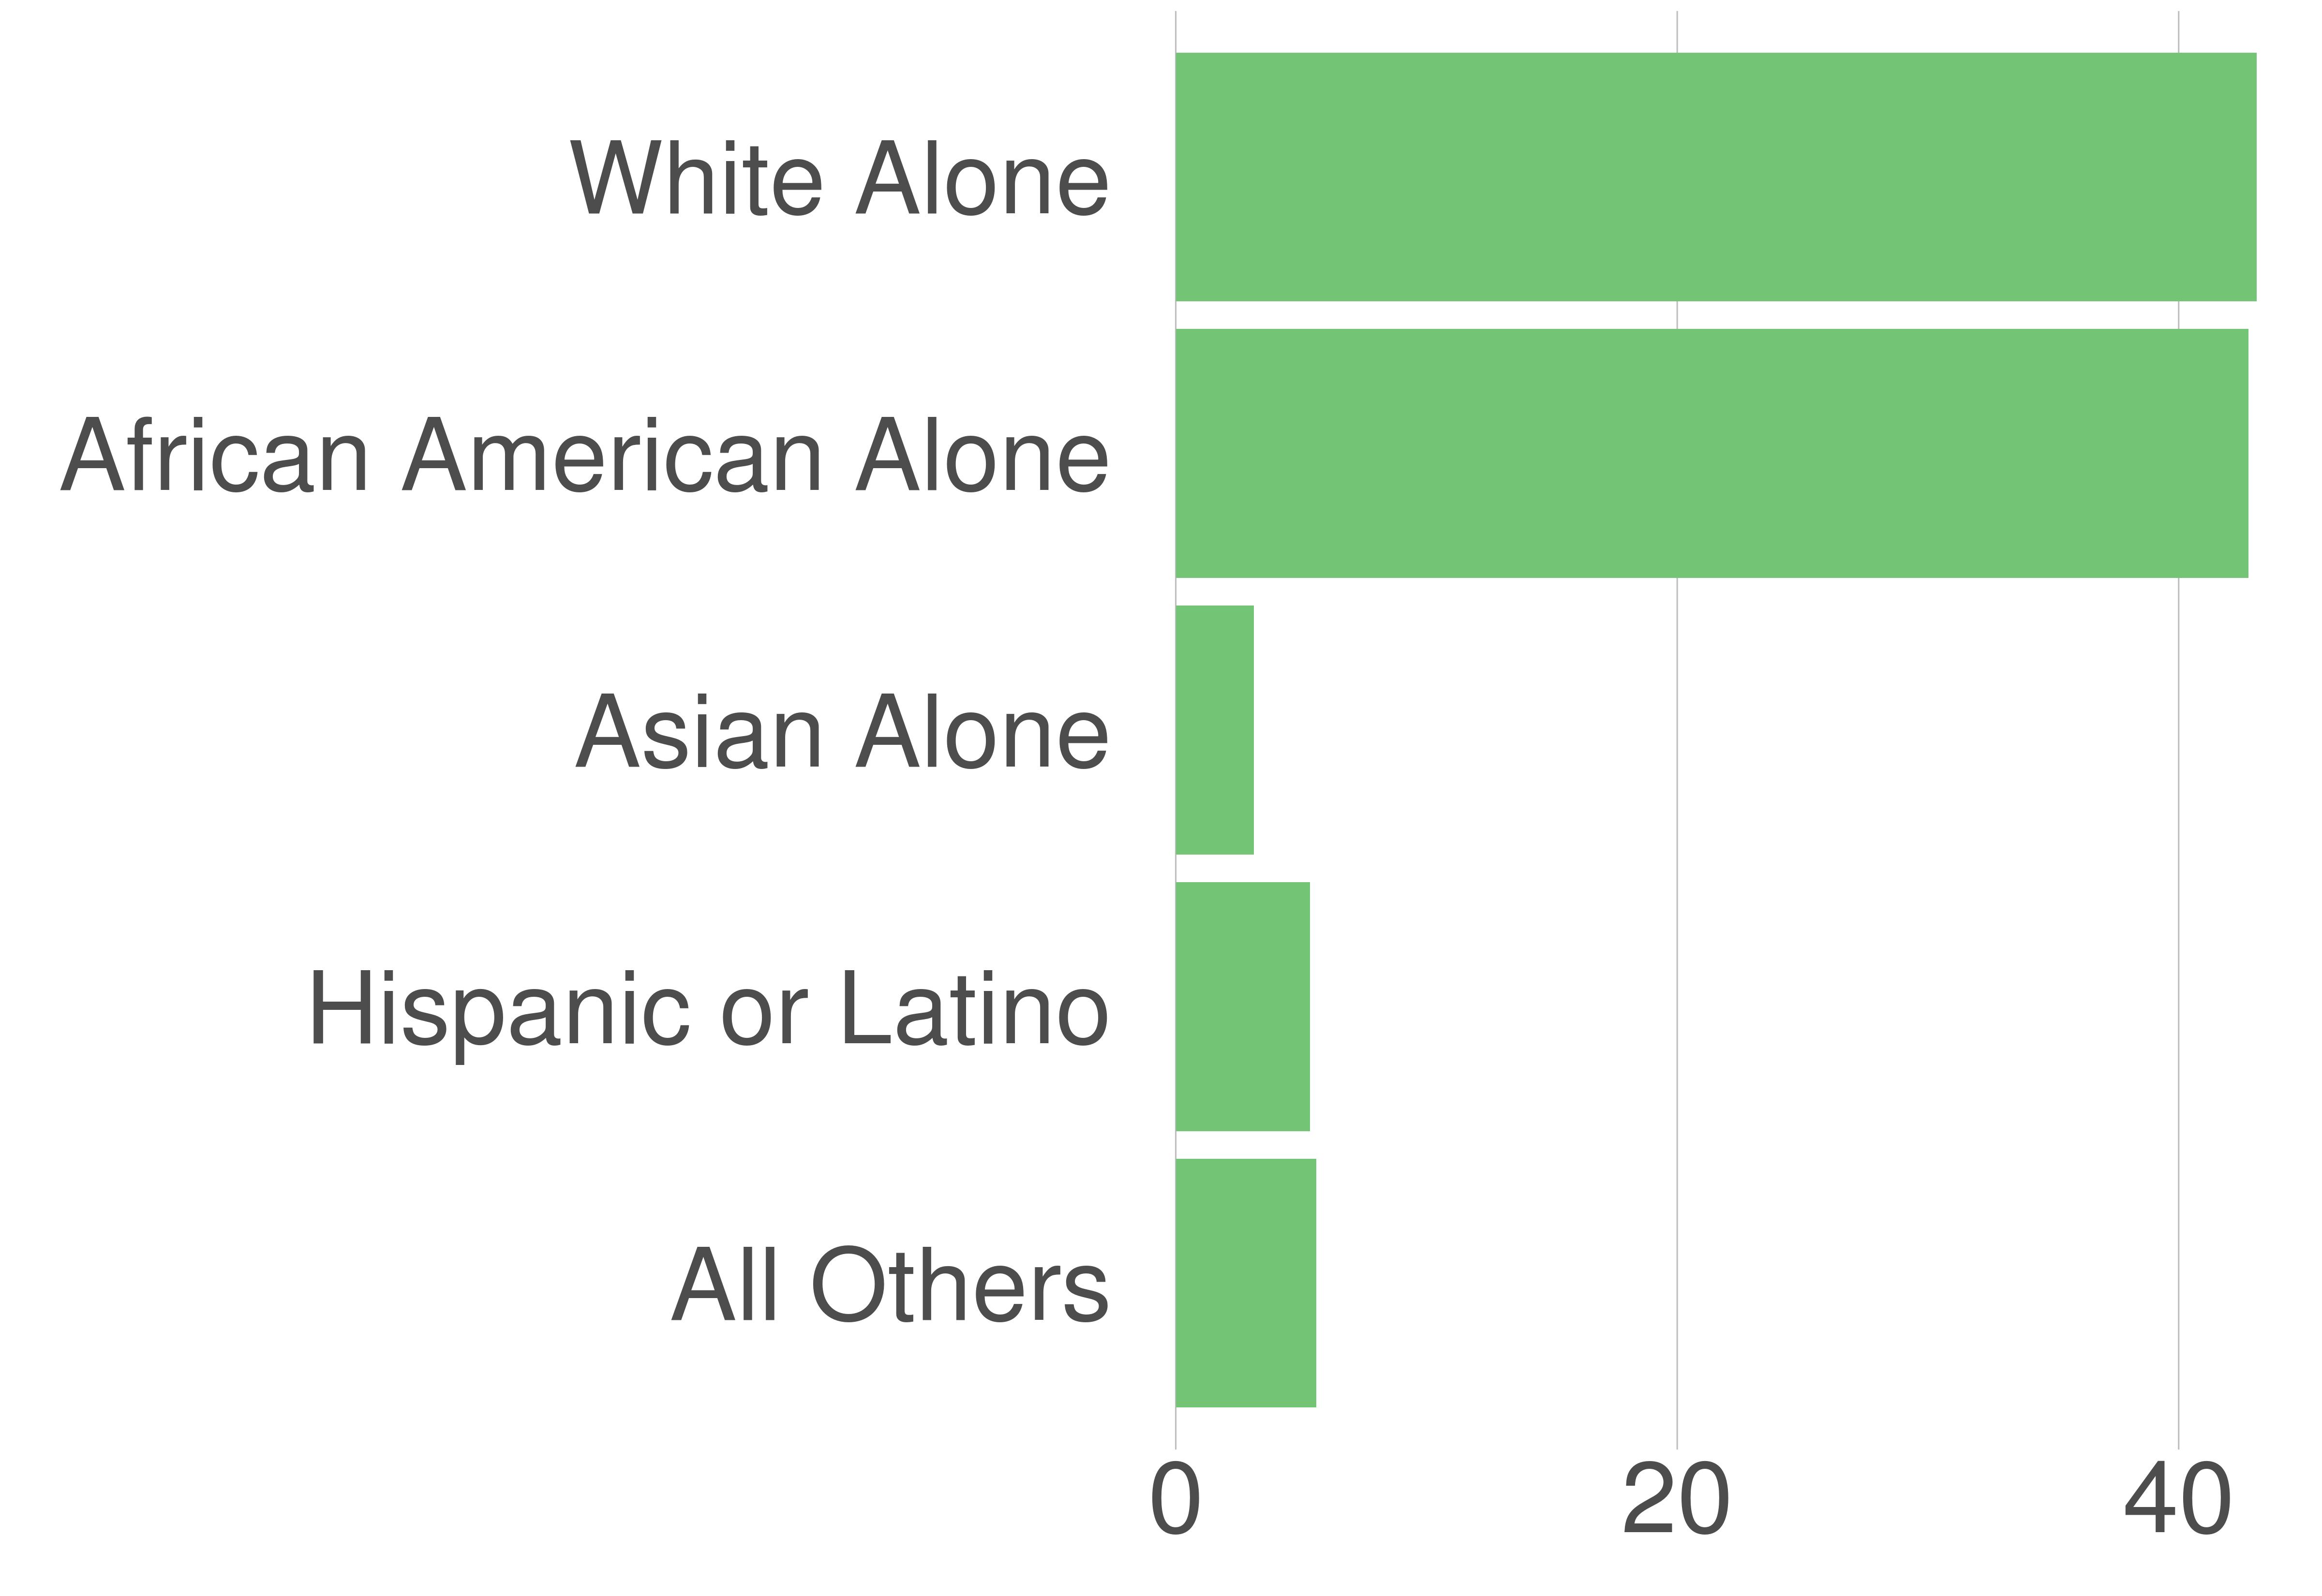 White Alone
African American Alone
Asian Alone
Hispanic or Latino
All Others
0 20 40